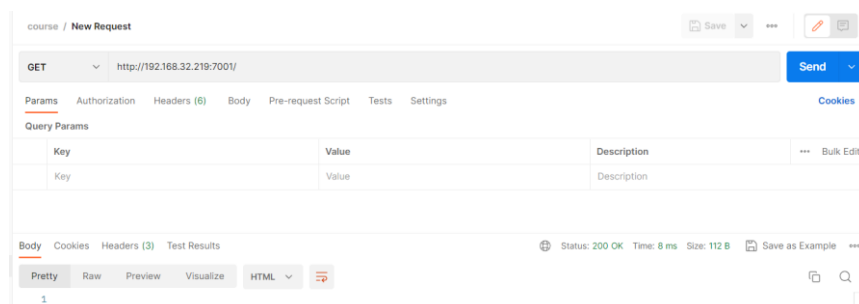 course / New Request Save
GET http://192.168.32.219:7001/ Send
Params Authorization Headers (6) Body Pre-request Script Tests Settings Cookies
Query Params
Key Value Description Bulk Edit
Key Value Description
Body Cookies Headers (3) Test Results Status: 200 OK Time: 8 ms Size: 112 B Save as Example
Pretty Raw Preview Visualize HTML
1